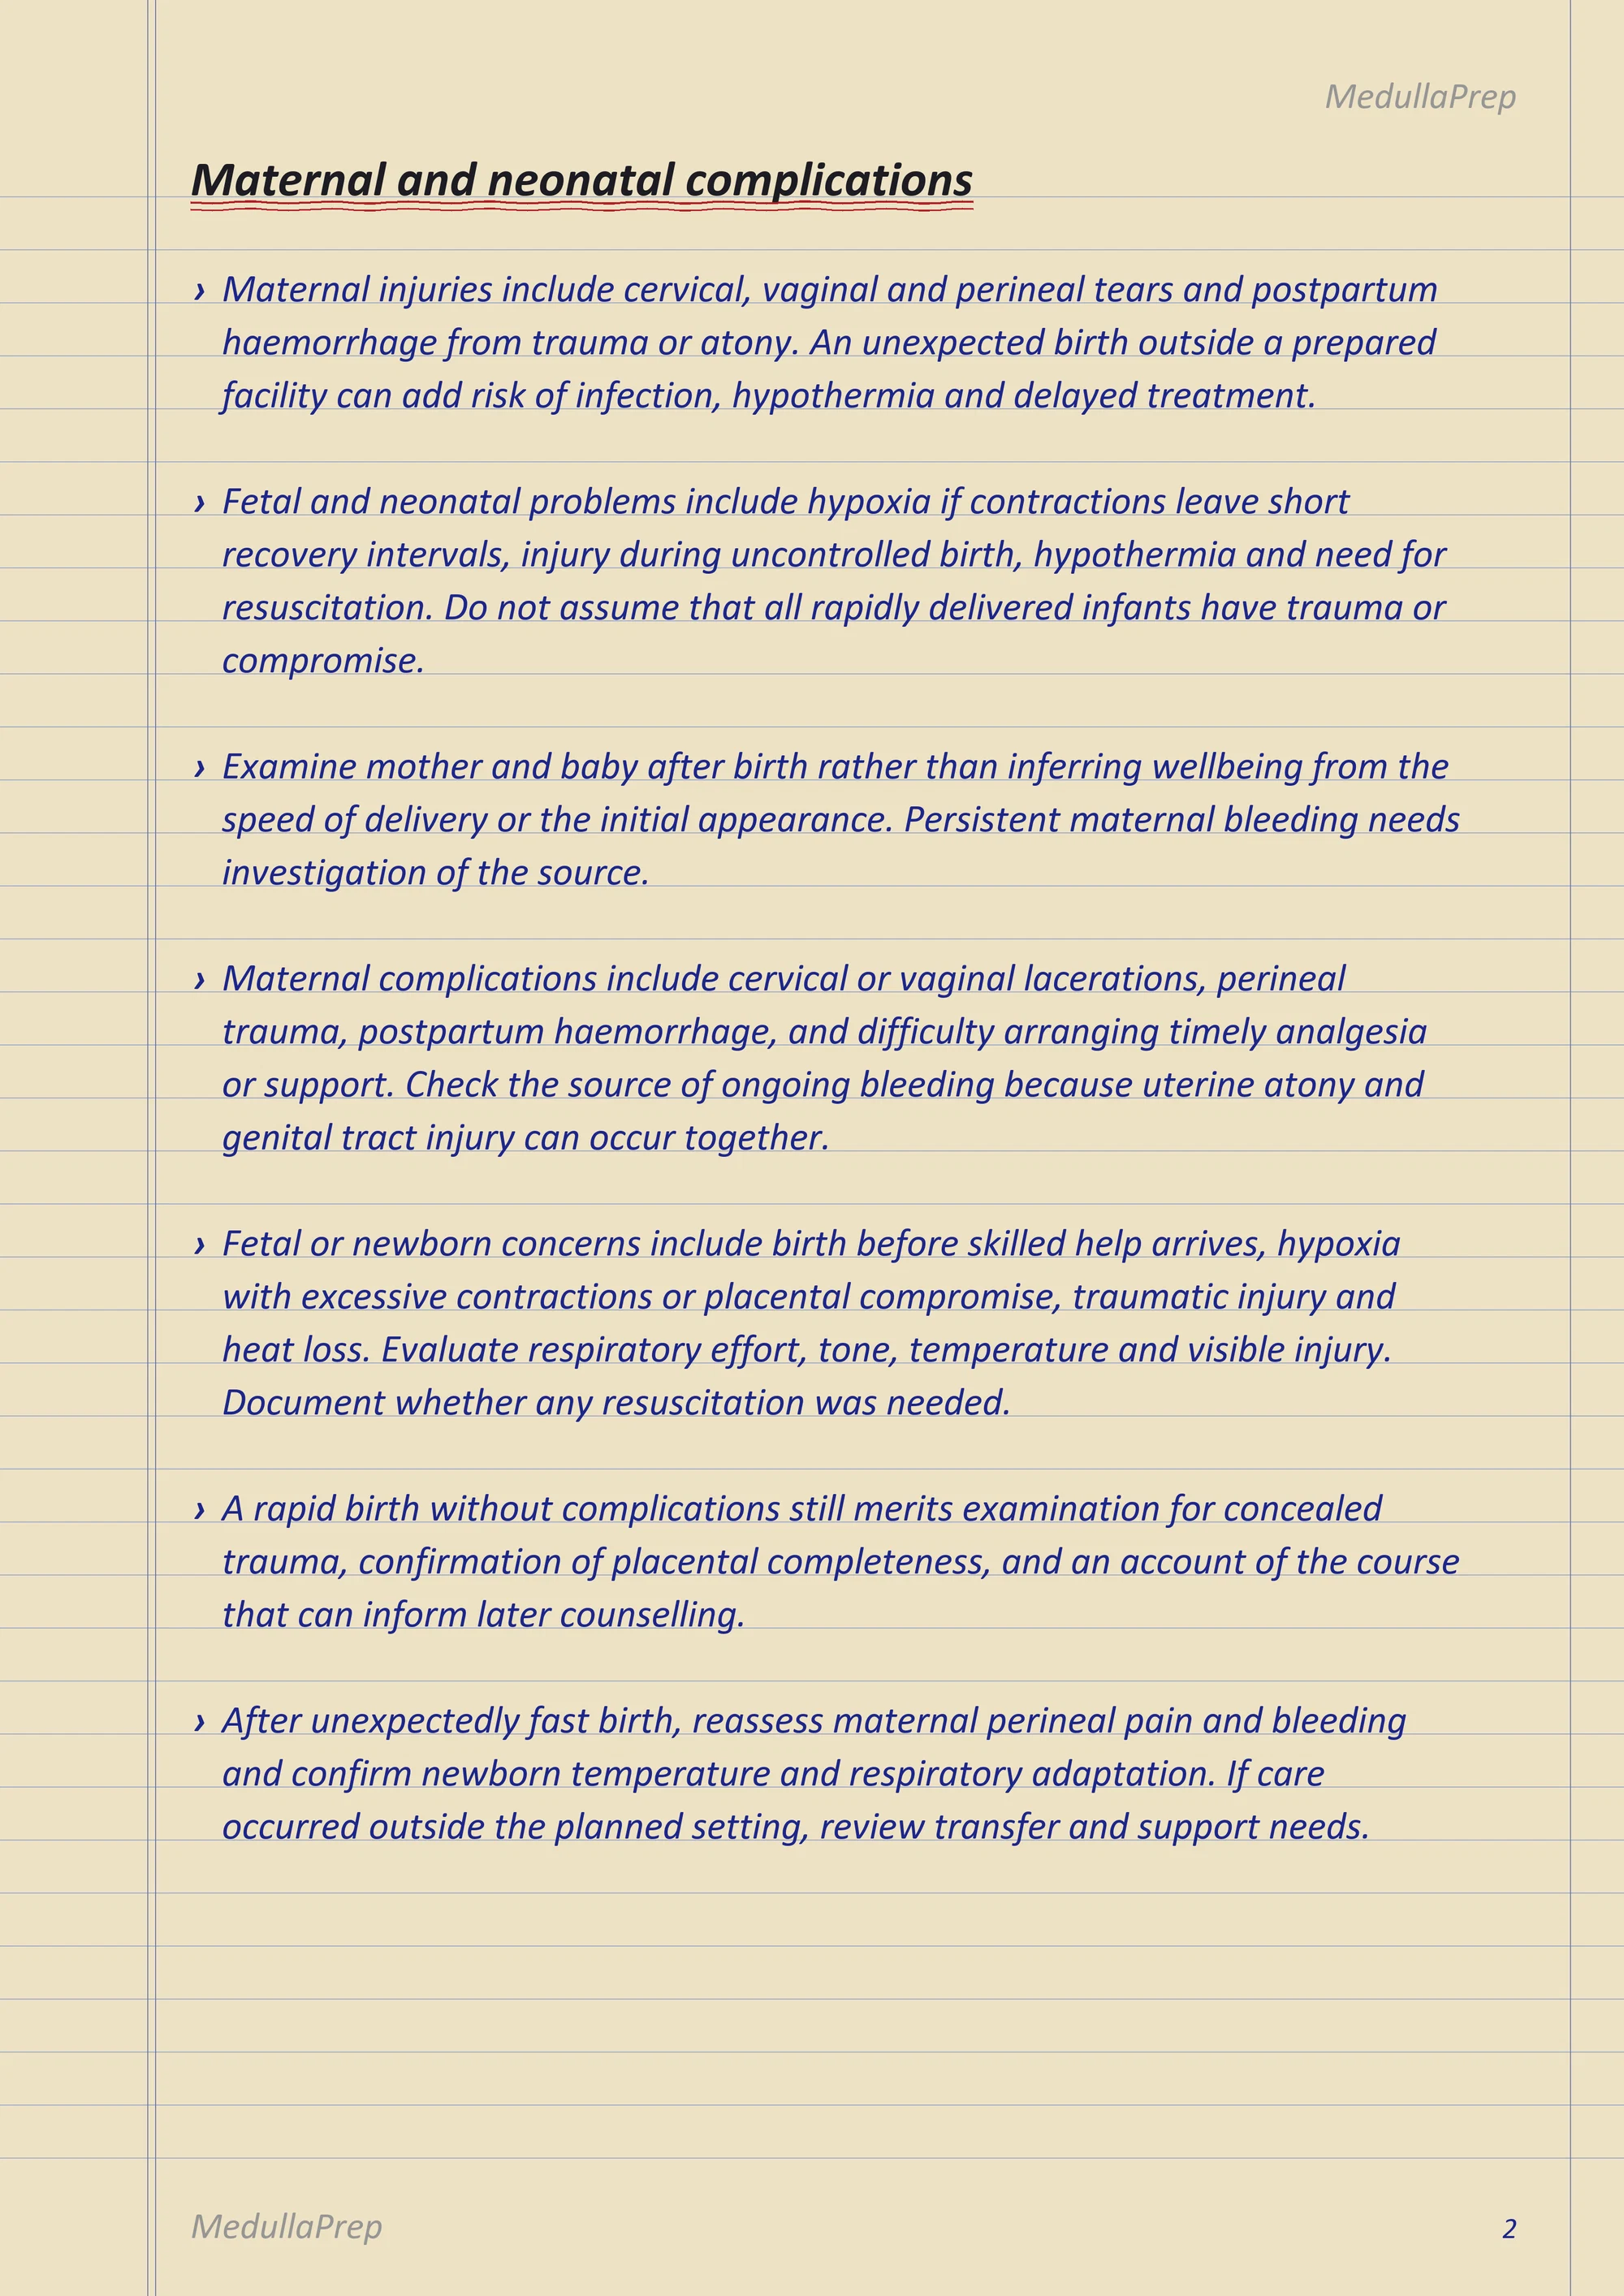 MedullaPrep
Maternal and neonatal complications
› Maternal injuries include cervical, vaginal and perineal tears and postpartum
haemorrhage from trauma or atony. An unexpected birth outside a prepared
facility can add risk of infection, hypothermia and delayed treatment.
› Fetal and neonatal problems include hypoxia if contractions leave short
recovery intervals, injury during uncontrolled birth, hypothermia and need for
resuscitation. Do not assume that all rapidly delivered infants have trauma or
compromise.
› Examine mother and baby after birth rather than inferring wellbeing from the
speed of delivery or the initial appearance. Persistent maternal bleeding needs
investigation of the source.
› Maternal complications include cervical or vaginal lacerations, perineal
trauma, postpartum haemorrhage, and difficulty arranging timely analgesia
or support. Check the source of ongoing bleeding because uterine atony and
genital tract injury can occur together.
› Fetal or newborn concerns include birth before skilled help arrives, hypoxia
with excessive contractions or placental compromise, traumatic injury and
heat loss. Evaluate respiratory effort, tone, temperature and visible injury.
Document whether any resuscitation was needed.
› A rapid birth without complications still merits examination for concealed
trauma, confirmation of placental completeness, and an account of the course
that can inform later counselling.
› After unexpectedly fast birth, reassess maternal perineal pain and bleeding
and confirm newborn temperature and respiratory adaptation. If care
occurred outside the planned setting, review transfer and support needs.
MedullaPrep
2